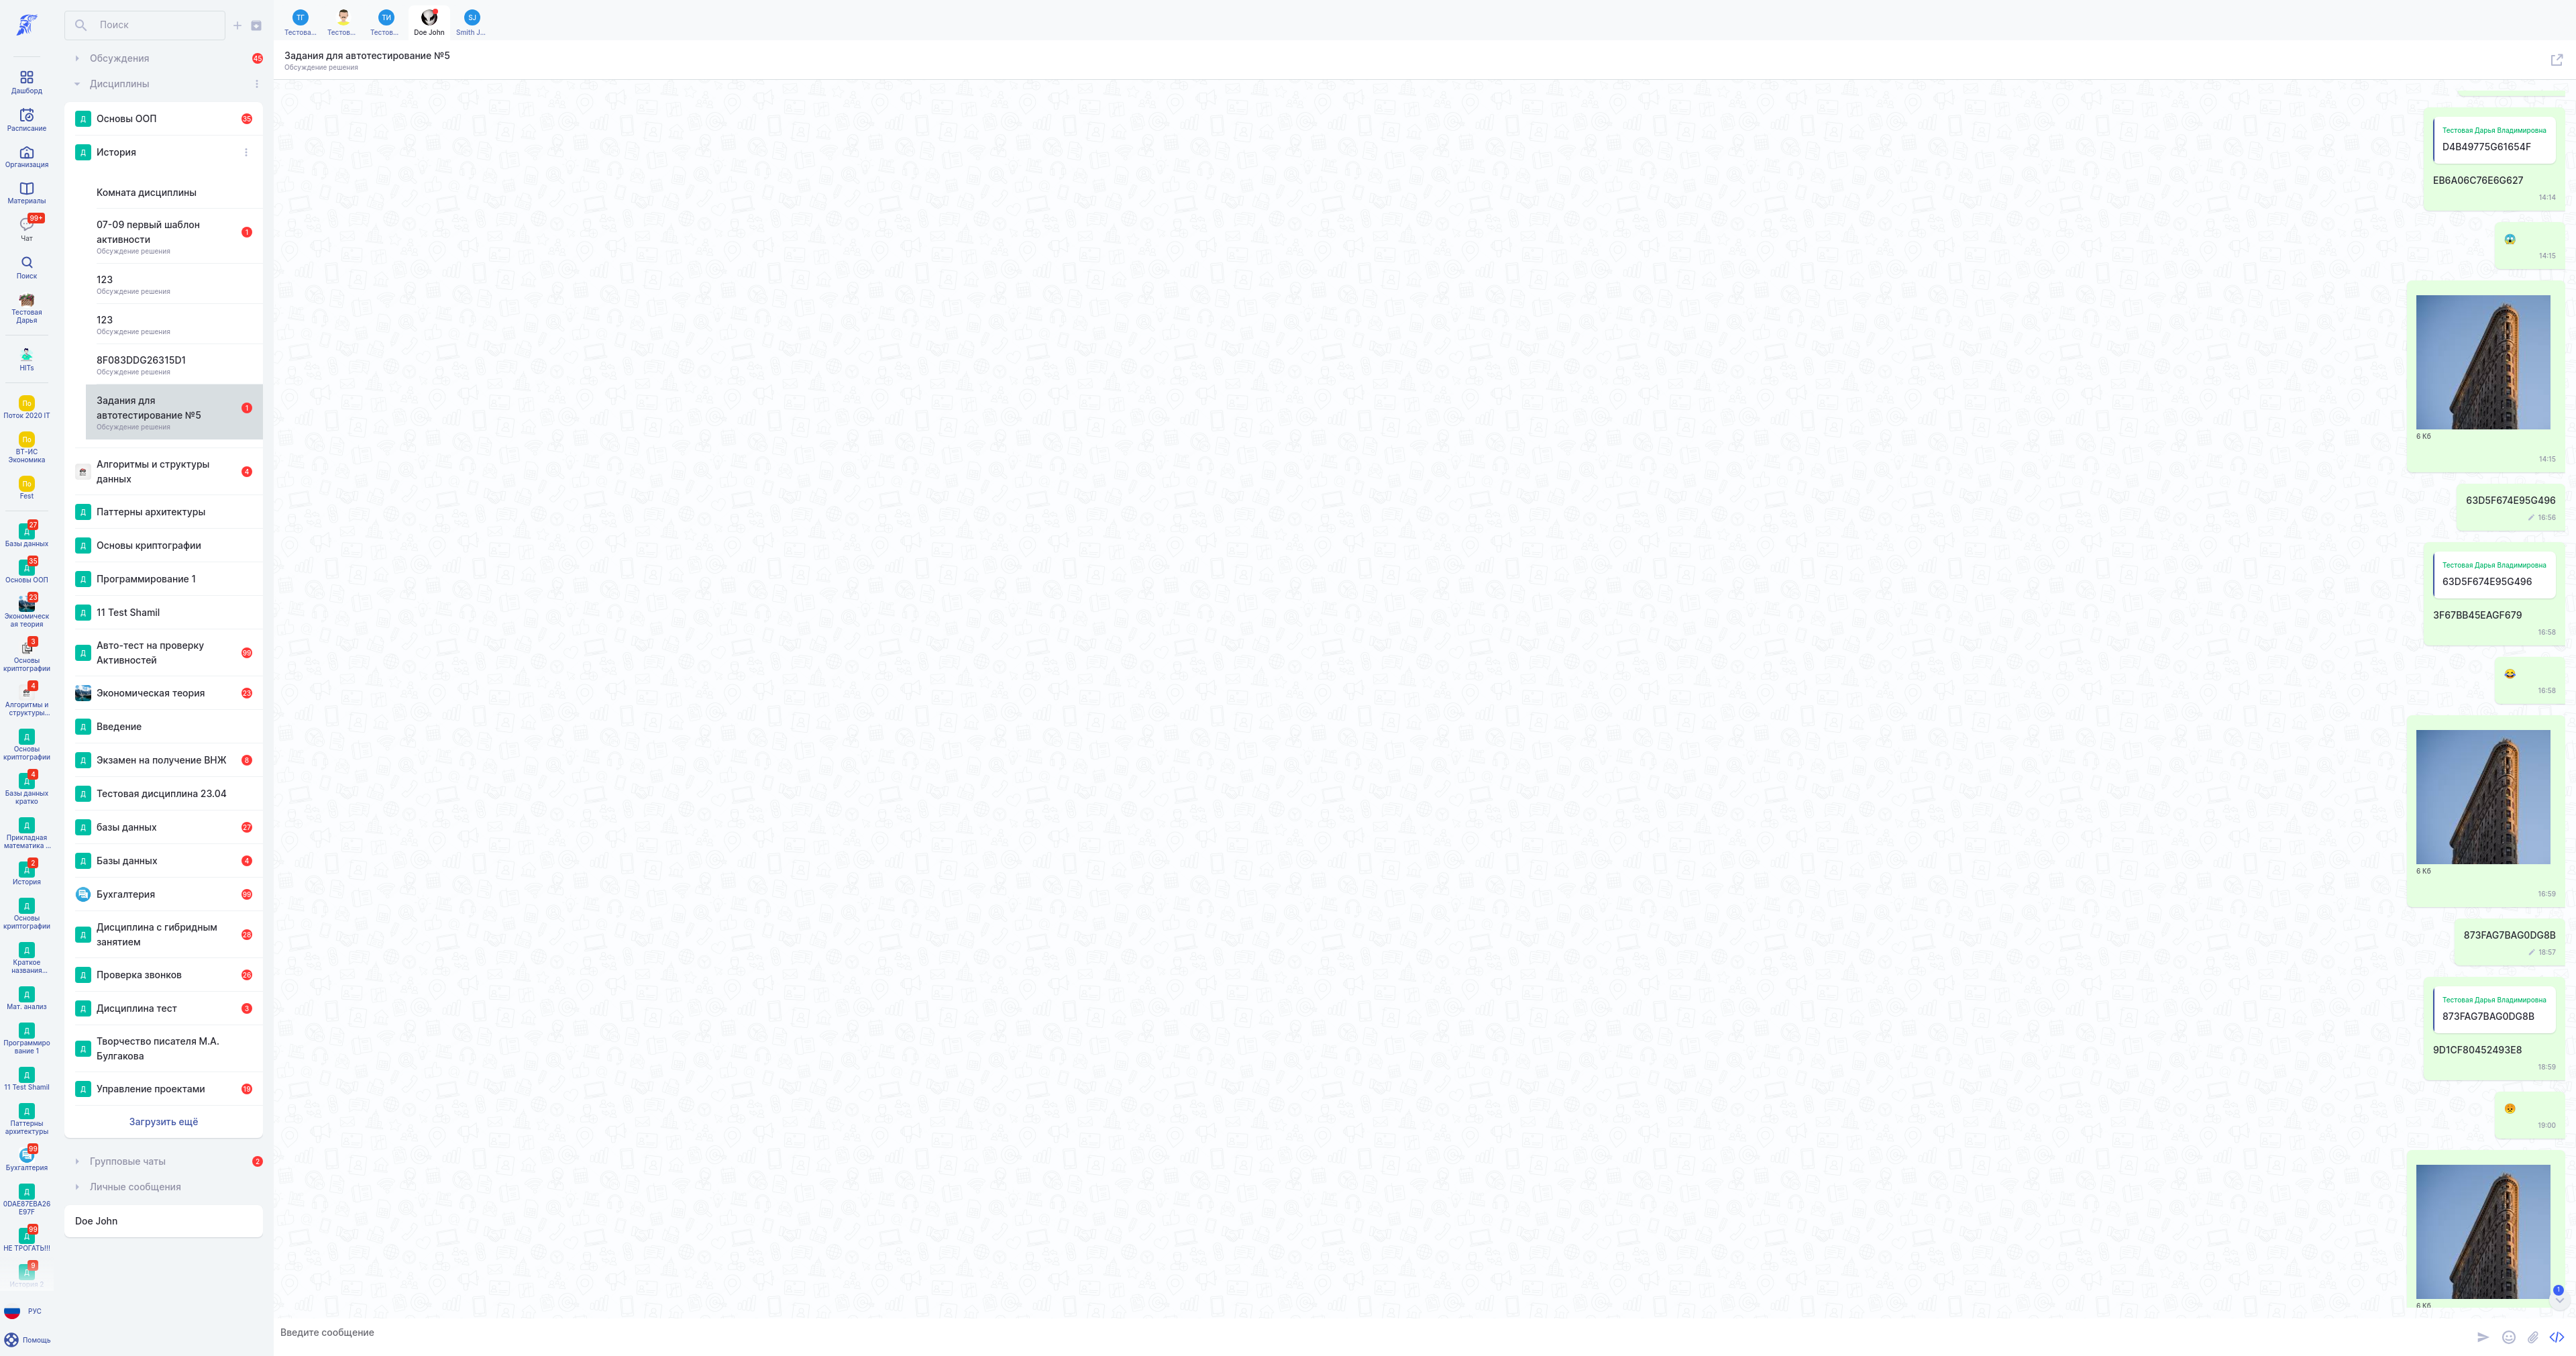 Дашборд
Расписание
Организация
Материалы
99+
Чат
Поиск
Тестовая
Дарья
HITs
По
Поток 2020 IT
По
ВТ-ИС
Экономика
По
Fest
27
Д
Базы данных
35
Д
Основы ООП
23
Экономическ
ая теория
3
Основы
криптографии
4
Алгоритмы и
структуры...
Д
Основы
криптографии
4
Д
Базы данных
кратко
Д
Прикладная
математика ...
2
Д
История
Д
Основы
криптографии
Д
Краткое
названия...
Д
Мат. анализ
Д
Программиро
вание 1
Д
11 Test Shamil
Д
Паттерны
архитектуры
99
Бухгалтерия
Д
0DAE87EBA26
E97F
99
Д
НЕ ТРОГАТЬ!!!
9
Д
История 2
РУС
Помощь
Поиск
Обсуждения
45
Дисциплины
Д
Основы ООП
35
Д
История
Комната дисциплины
07-09 первый шаблон
активности
Обсуждение решения
1
123
Обсуждение решения
123
Обсуждение решения
8F083DDG26315D1
Обсуждение решения
Задания для
автотестирование №5
Обсуждение решения
1
Алгоритмы и структуры
данных
4
Д
Паттерны архитектуры
Д
Основы криптографии
Д
Программирование 1
Д
11 Test Shamil
Д
Авто-тест на проверку
Активностей
99
Экономическая теория
23
Д
Введение
Д
Экзамен на получение ВНЖ
8
Д
Тестовая дисциплина 23.04
Д
базы данных
27
Д
Базы данных
4
Бухгалтерия
99
Д
Дисциплина с гибридным
занятием
28
Д
Проверка звонков
26
Д
Дисциплина тест
3
Д
Творчество писателя М.А.
Булгакова
Д
Управление проектами
19
Загрузить ещё
Групповые чаты
2
Личные сообщения
Doe John
ТГ
Тестова...
Тестов...
ТИ
Тестов...
Doe John
SJ
Smith J...
Задания для автотестирование №5
Обсуждение решения
Тестовая Дарья Владимировна
D4B49775G61654F
EB6A06C76E6G627
14:14
14:15
6 Кб
14:15
63D5F674E95G496
16:56
Тестовая Дарья Владимировна
63D5F674E95G496
3F67BB45EAGF679
16:58
16:58
6 Кб
16:59
873FAG7BAG0DG8B
18:57
Тестовая Дарья Владимировна
873FAG7BAG0DG8B
9D1CF80452493E8
18:59
19:00
6 Кб
1
Введите сообщение